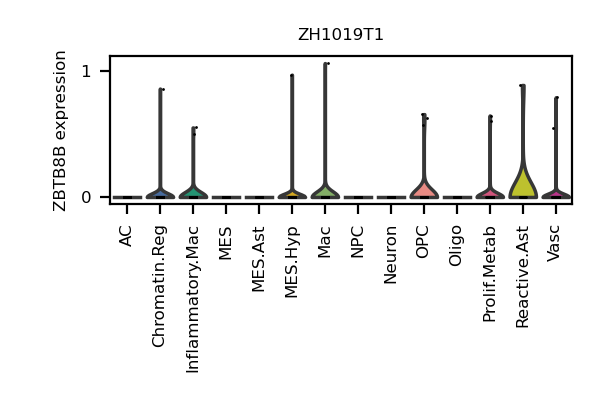 ZH1019T1
ZBTB8B expression
1
0
AC
Chromatin.Reg
Inflammatory.Mac
MES
MES.Ast
MES.Hyp
Mac
NPC
Neuron
OPC
Oligo
Prolif.Metab
Reactive.Ast
Vasc